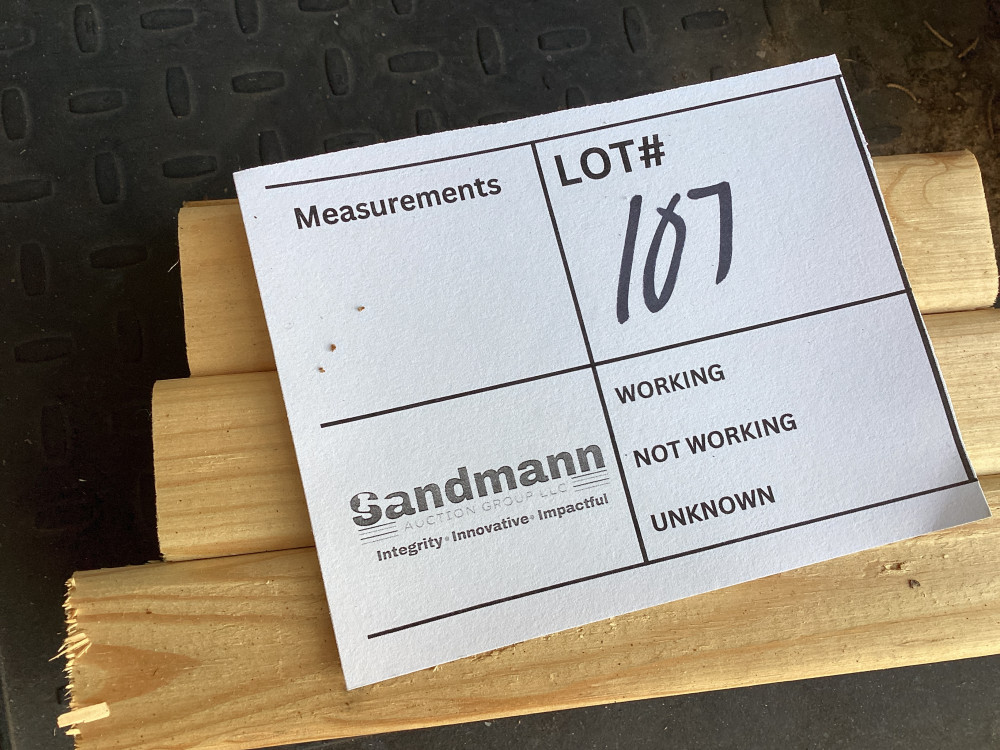 Measurements
LOT#
107
WORKING
NOT WORKING
UNKNOWN
Sandmann
AUCTION GROUP LLC
Integrity • Innovative • Impactful